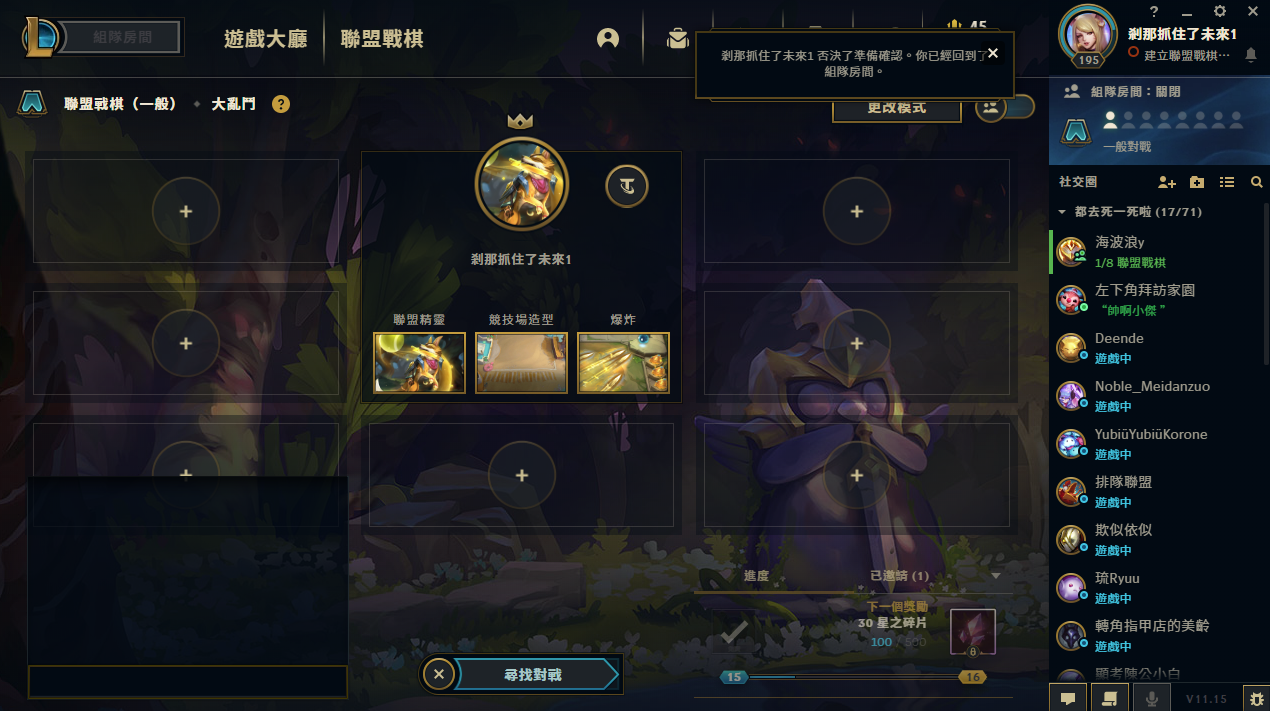 組隊房間
遊戲大廳
聯盟戰棋
45
剎那抓住了未來1 否決了準備確認。你已經回到了
組隊房間。
195
剎那抓住了未來1
建立聯盟戰棋…
聯盟戰棋（一般） ◆ 大亂鬥 ?
更改模式
組隊房間：關閉
一般對戰
社交圈
都去死一死啦 (17/71)
剎那抓住了未來1
聯盟精靈
競技場造型
爆炸
海波浪y
1/8 聯盟戰棋
左下角拜訪家園
“帥啊小傑 ”
Deende
遊戲中
Noble_Meidanzuo
遊戲中
YubiūYubiūKorone
遊戲中
排隊聯盟
遊戲中
欺似依似
遊戲中
琉Ryuu
遊戲中
轉角指甲店的美齡
遊戲中
顯考陳公小白
進度
已邀請 (1)
下一個獎勵
30 星之碎片
100 / 500
15
16
尋找對戰
V11.15